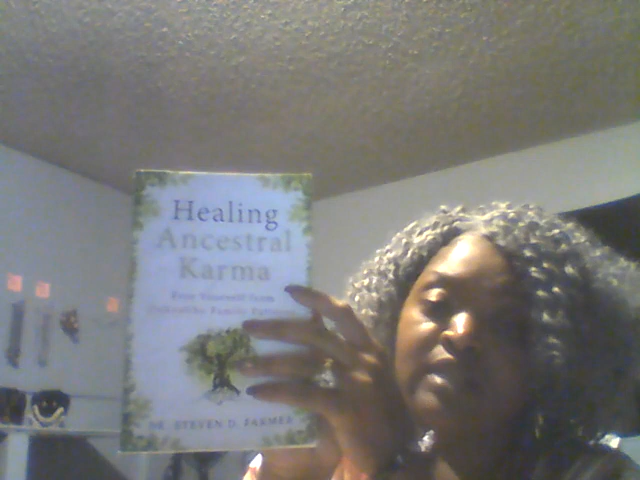 Healing
Ancestral
Karma
Free Yourself from
Unhealthy Family Patterns
DR. STEVEN D. FARMER